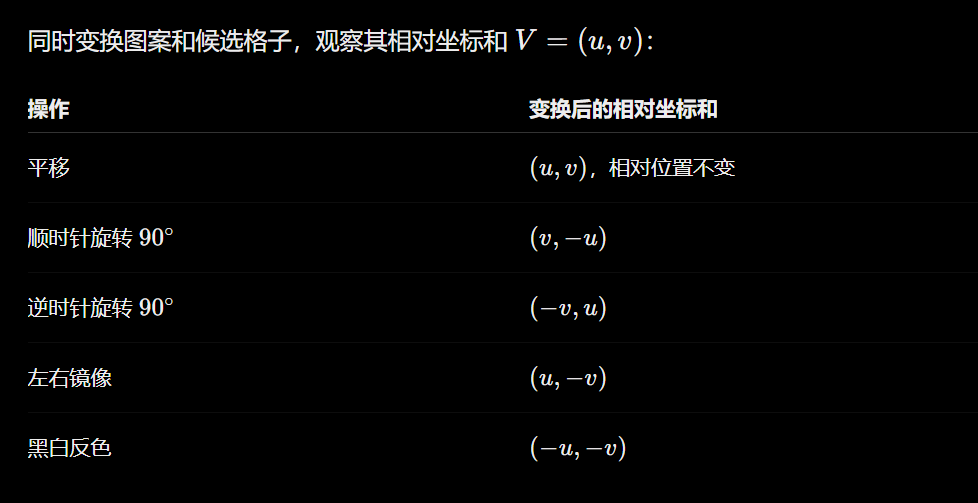 同时变换图案和候选格子，观察其相对坐标和 V = (u, v):
操作 变换后的相对坐标和
平移 (u, v)，相对位置不变
顺时针旋转 90° (v, −u)
逆时针旋转 90° (−v, u)
左右镜像 (u, −v)
黑白反色 (−u, −v)